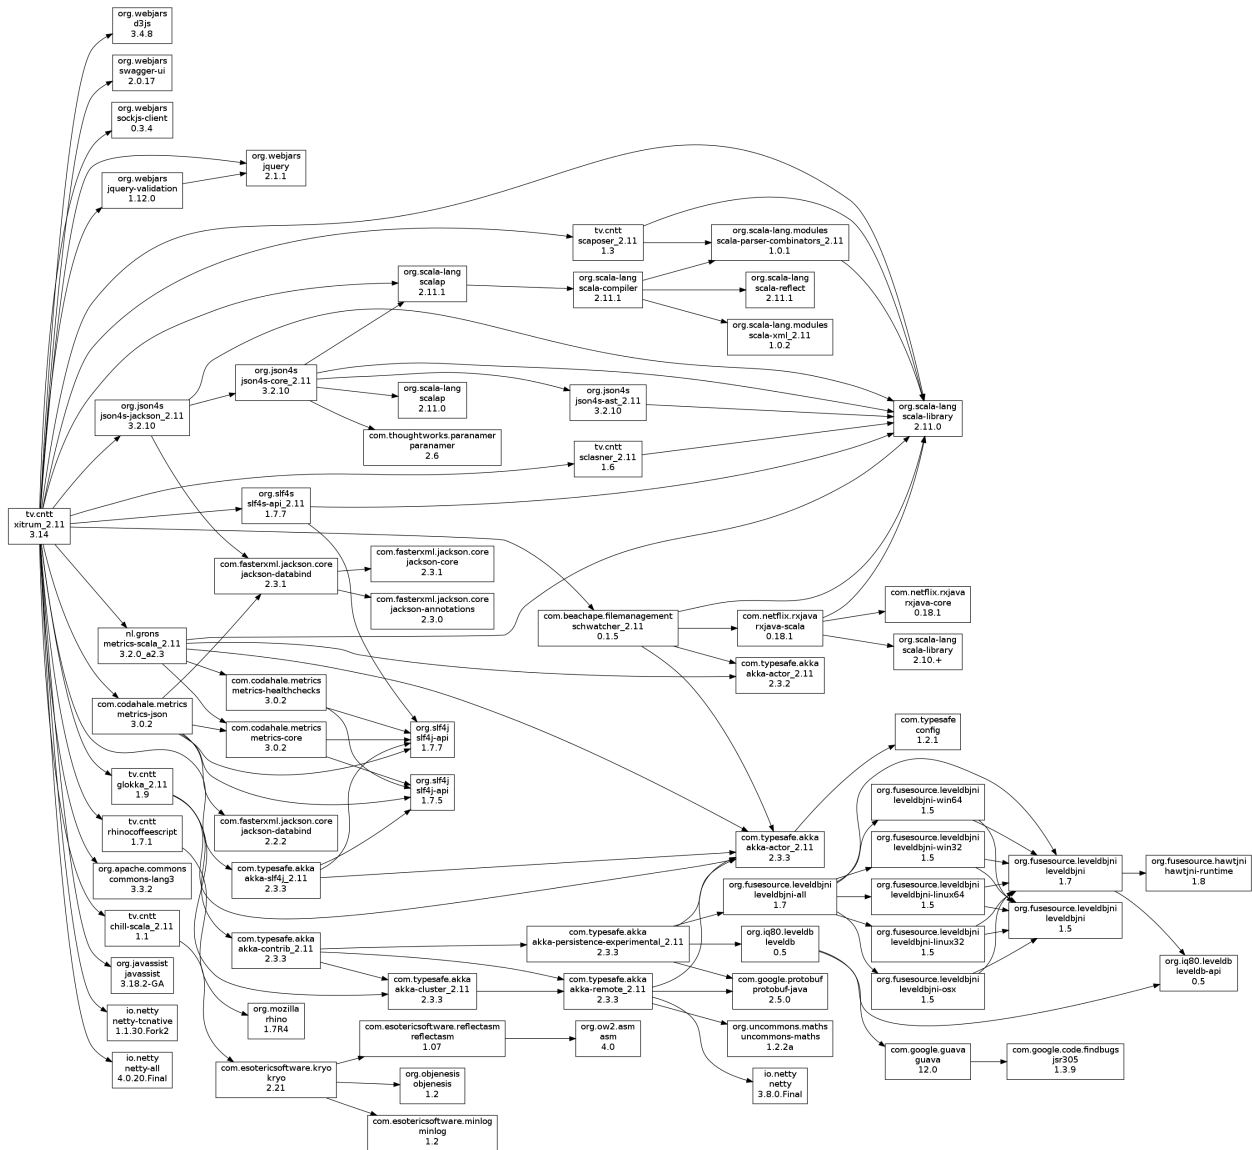 org.webjars
d3js
3.4.8
org.webjars
swagger-ui
2.0.17
org.webjars
sockjs-client
0.3.4
org.webjars
jquery
2.1.1
org.webjars
jquery-validation
1.12.0
tv.cntt
scaposer_2.11
1.3
org.scala-lang.modules
scala-parser-combinators_2.11
1.0.1
org.scala-lang
scalap
2.11.1
org.scala-lang
scala-compiler
2.11.1
org.scala-lang
scala-reflect
2.11.1
org.scala-lang.modules
scala-xml_2.11
1.0.2
org.json4s
json4s-core_2.11
3.2.10
org.scala-lang
scalap
2.11.0
org.json4s
json4s-ast_2.11
3.2.10
org.json4s
json4s-jackson_2.11
3.2.10
org.scala-lang
scala-library
2.11.0
com.thoughtworks.paranamer
paranamer
2.6
tv.cntt
sclasner_2.11
1.6
org.slf4s
slf4s-api_2.11
1.7.7
tv.cntt
xitrum_2.11
3.14
com.fasterxml.jackson.core
jackson-databind
2.3.1
com.fasterxml.jackson.core
jackson-core
2.3.1
com.fasterxml.jackson.core
jackson-annotations
2.3.0
com.beachape.filemanagement
schwatcher_2.11
0.1.5
com.netflix.rxjava
rxjava-scala
0.18.1
com.netflix.rxjava
rxjava-core
0.18.1
org.scala-lang
scala-library
2.10.+
nl.grons
metrics-scala_2.11
3.2.0_a2.3
com.typesafe.akka
akka-actor_2.11
2.3.2
com.codahale.metrics
metrics-healthchecks
3.0.2
com.codahale.metrics
metrics-json
3.0.2
com.codahale.metrics
metrics-core
3.0.2
org.slf4j
slf4j-api
1.7.7
com.typesafe
config
1.2.1
tv.cntt
glokka_2.11
1.9
org.slf4j
slf4j-api
1.7.5
org.fusesource.leveldbjni
leveldbjni-win64
1.5
tv.cntt
rhinocoffeescript
1.7.1
com.fasterxml.jackson.core
jackson-databind
2.2.2
com.typesafe.akka
akka-actor_2.11
2.3.3
org.fusesource.leveldbjni
leveldbjni-win32
1.5
org.apache.commons
commons-lang3
3.3.2
com.typesafe.akka
akka-slf4j_2.11
2.3.3
org.fusesource.leveldbjni
leveldbjni
1.7
org.fusesource.hawtjni
hawtjni-runtime
1.8
org.fusesource.leveldbjni
leveldbjni-all
1.7
org.fusesource.leveldbjni
leveldbjni-linux64
1.5
org.fusesource.leveldbjni
leveldbjni
1.5
tv.cntt
chill-scala_2.11
1.1
com.typesafe.akka
akka-contrib_2.11
2.3.3
com.typesafe.akka
akka-persistence-experimental_2.11
2.3.3
org.iq80.leveldb
leveldb
0.5
org.fusesource.leveldbjni
leveldbjni-linux32
1.5
org.iq80.leveldb
leveldb-api
0.5
org.javassist
javassist
3.18.2-GA
com.typesafe.akka
akka-cluster_2.11
2.3.3
com.typesafe.akka
akka-remote_2.11
2.3.3
com.google.protobuf
protobuf-java
2.5.0
org.fusesource.leveldbjni
leveldbjni-osx
1.5
io.netty
netty-tcnative
1.1.30.Fork2
org.mozilla
rhino
1.7R4
com.esotericsoftware.reflectasm
reflectasm
1.07
org.ow2.asm
asm
4.0
org.uncommons.maths
uncommons-maths
1.2.2a
io.netty
netty-all
4.0.20.Final
com.esotericsoftware.kryo
kryo
2.21
org.objenesis
objenesis
1.2
io.netty
netty
3.8.0.Final
com.google.guava
guava
12.0
com.google.code.findbugs
jsr305
1.3.9
com.esotericsoftware.minlog
minlog
1.2